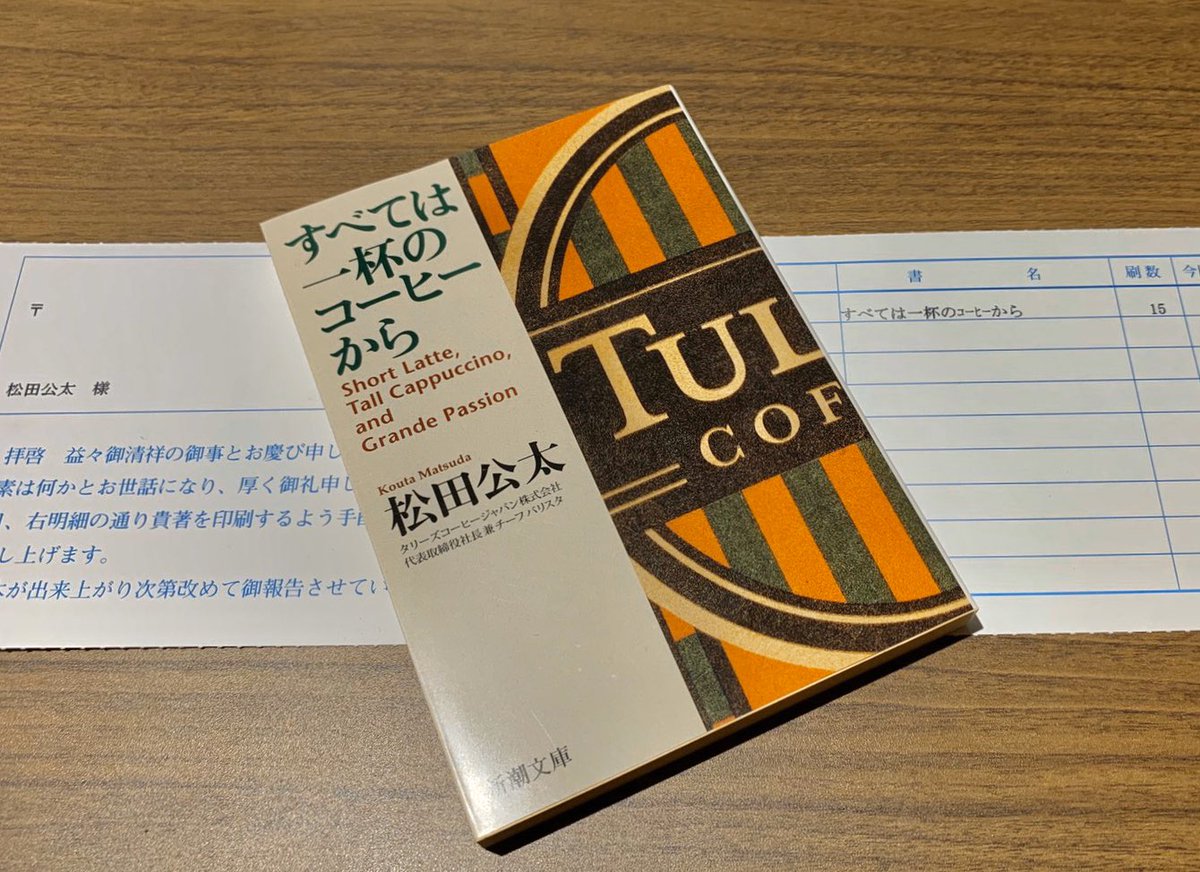 すべては
一杯の
コーヒー
から
Short Latte,
Tall Cappuccino,
and
Grande Passion
Kouta Matsuda
松田公太
タリーズコーヒージャパン株式会社
代表取締役社長 兼 チーフバリスタ
新潮文庫
TUL
COF
〒
松田公太 様
拝啓 益々御清祥の御事とお慶び申し
素は何かとお世話になり、厚く御礼申し
、右明細の通り貴著を印刷するよう手配
し上げます。
本が出来上がり次第改めて御報告させてい
書 名 刷数 今
すべては一杯のコーヒーから 15